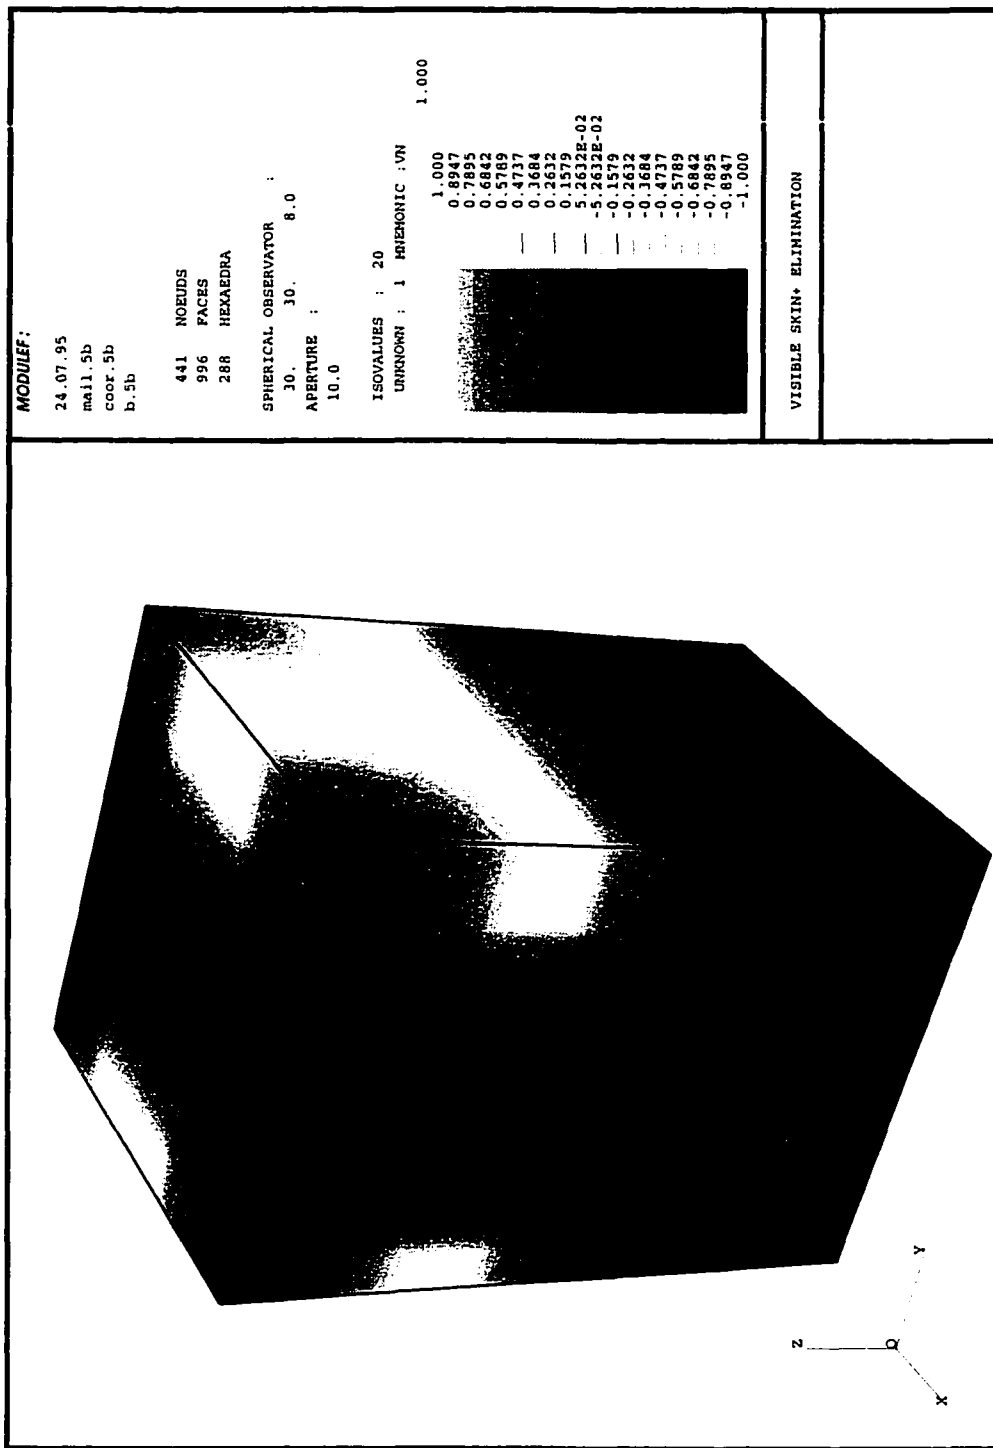 MODULEF :
24.07.95
mail.5b
coor.5b
b.5b
441 NOEUDS
996 FACES
288 HEXAEDRA
SPHERICAL OBSERVATOR :
30. 30. 8.0
APERTURE :
10.0
ISOVALUES : 20
UNKNOWN : 1 MNEMONIC :VN
1.000
1.000
0.8947
0.7895
0.6842
0.5789
0.4737
0.3684
0.2632
0.1579
5.2632E-02
-5.2632E-02
-0.1579
-0.2632
-0.3684
-0.4737
-0.5789
-0.6842
-0.7895
-0.8947
-1.000
VISIBLE SKIN+ ELIMINATION
Z
O
X
Y